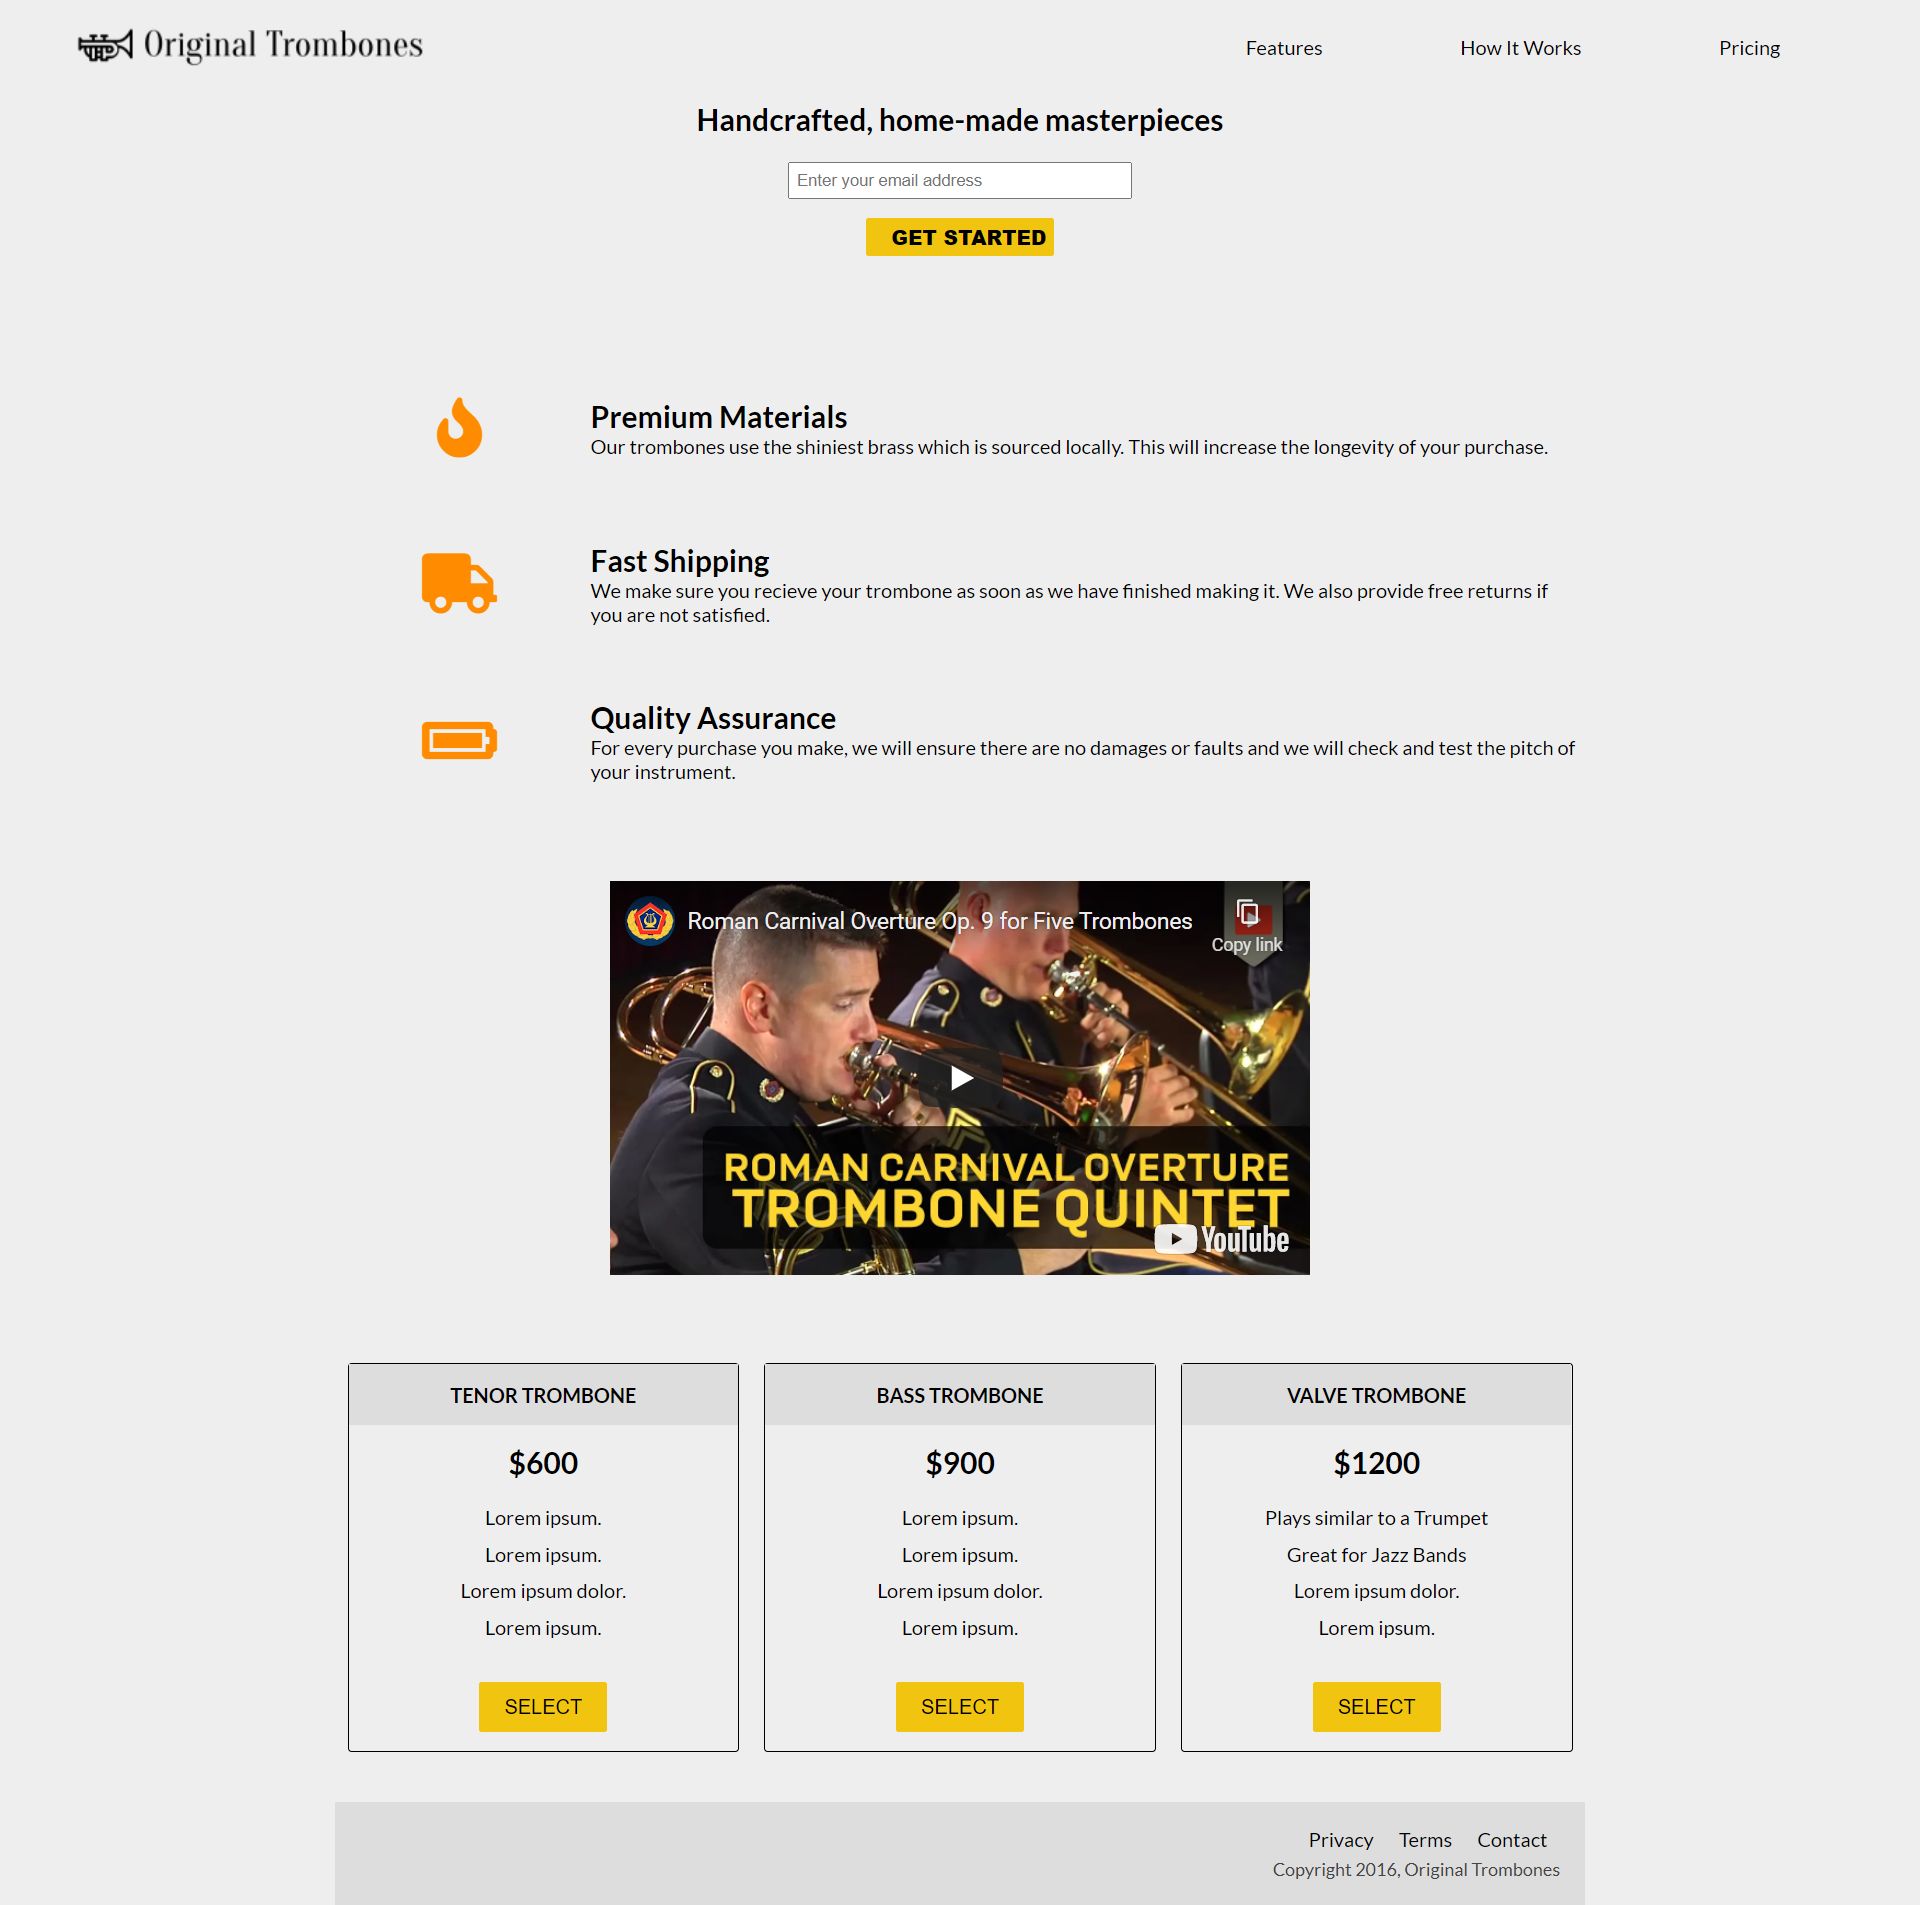 Original Trombones
Features
How It Works
Pricing
Handcrafted, home-made masterpieces
Enter your email address
GET STARTED
Premium Materials
Our trombones use the shiniest brass which is sourced locally. This will increase the longevity of your purchase.
Fast Shipping
We make sure you recieve your trombone as soon as we have finished making it. We also provide free returns if
you are not satisfied.
Quality Assurance
For every purchase you make, we will ensure there are no damages or faults and we will check and test the pitch of
your instrument.
Roman Carnival Overture Op. 9 for Five Trombones
Copy link
ROMAN CARNIVAL OVERTURE
TROMBONE QUINTET
YouTube
TENOR TROMBONE
$600
Lorem ipsum.
Lorem ipsum.
Lorem ipsum dolor.
Lorem ipsum.
SELECT
BASS TROMBONE
$900
Lorem ipsum.
Lorem ipsum.
Lorem ipsum dolor.
Lorem ipsum.
SELECT
VALVE TROMBONE
$1200
Plays similar to a Trumpet
Great for Jazz Bands
Lorem ipsum dolor.
Lorem ipsum.
SELECT
Privacy
Terms
Contact
Copyright 2016, Original Trombones